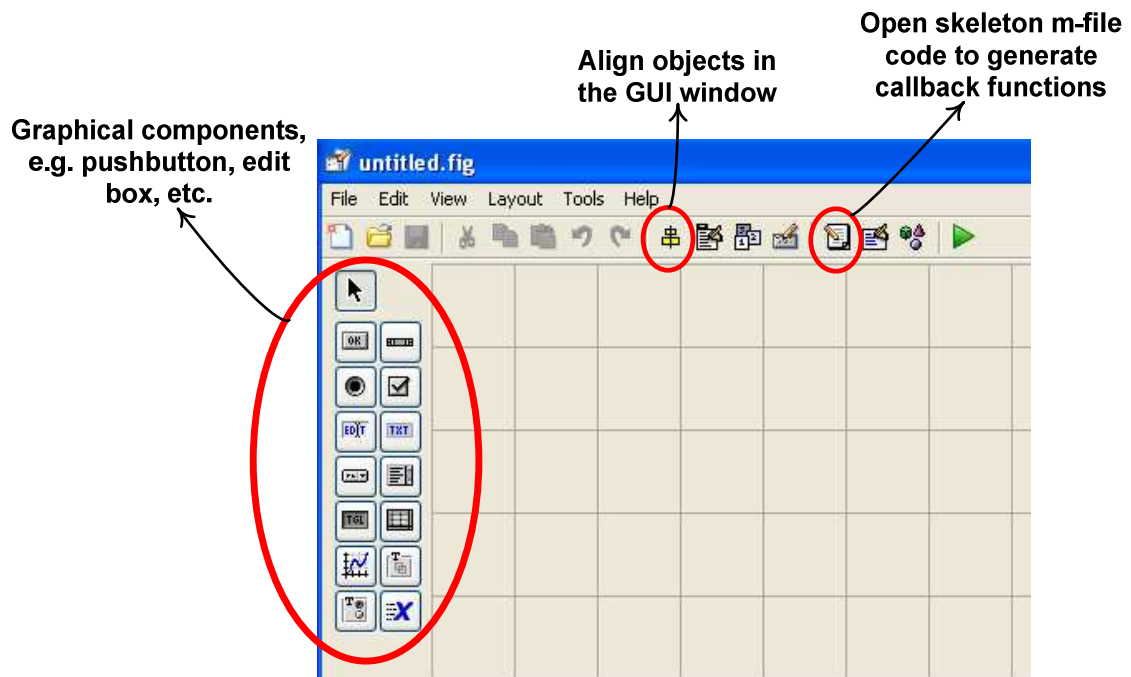 Open skeleton m-file
code to generate
callback functions
Align objects in
the GUI window
Graphical components,
e.g. pushbutton, edit
box, etc.
untitled.fig
File Edit View Layout Tools Help
OK
EDIT TXT
TGL
T
T
X